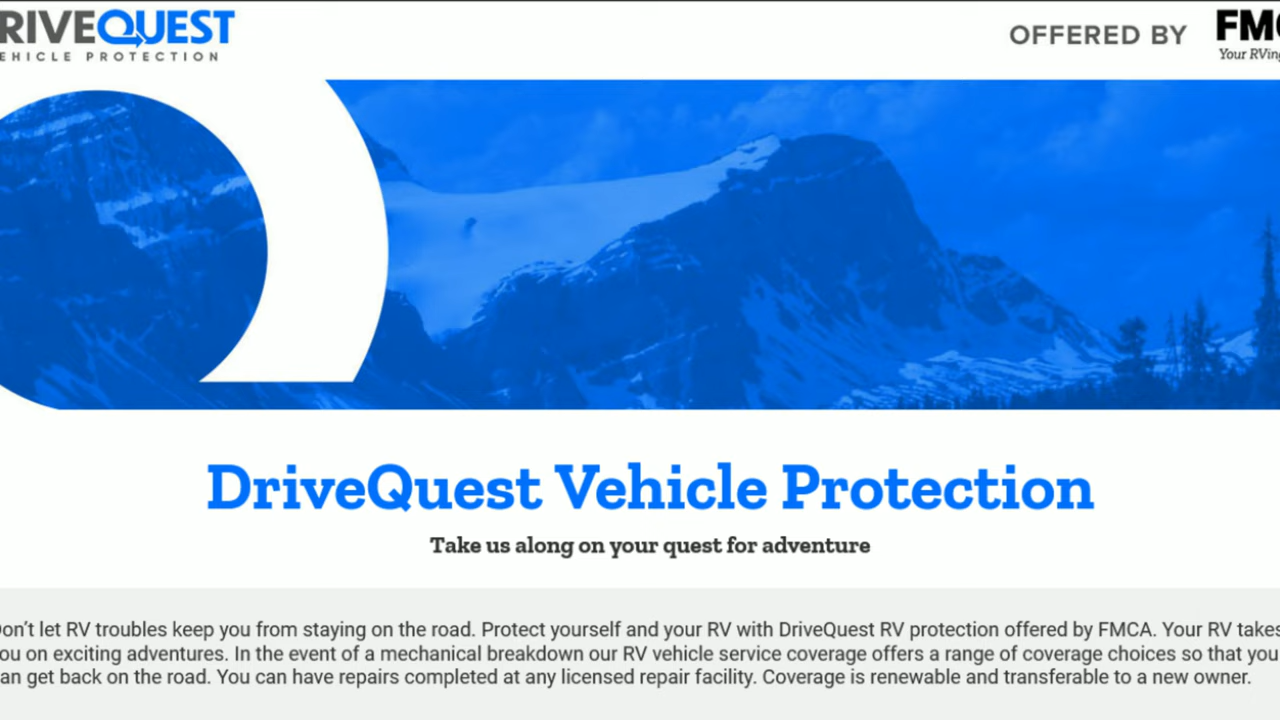 RIVEQUEST
OFFERED BY FMC
EHICLE PROTECTION
Your RVing
DriveQuest Vehicle Protection
Take us along on your quest for adventure
on't let RV troubles keep you from staying on the road. Protect yourself and your RV with DriveQuest RV protection offered by FMCA. Your RV takes
ou on exciting adventures. In the event of a mechanical breakdown our RV vehicle service coverage offers a range of coverage choices so that you
an get back on the road. You can have repairs completed at any licensed repair facility. Coverage is renewable and transferable to a new owner.